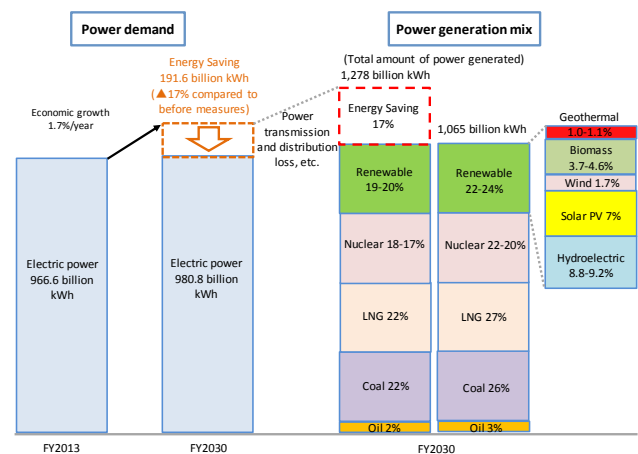 Power demand
Power generation mix
Energy Saving
191.6 billion kWh
(▲17% compared to
before measures)
Economic growth
1.7%/year
Electric power
966.6 billion
kWh
Electric power
980.8 billion
kWh
Power
transmission
and distribution
loss, etc.
(Total amount of power generated)
1,278 billion kWh
Energy Saving
17%
Renewable
19-20%
Nuclear 18-17%
LNG 22%
Coal 22%
Oil 2%
1,065 billion kWh
Renewable
22-24%
Nuclear 22-20%
LNG 27%
Coal 26%
Oil 3%
Geothermal
1.0-1.1%
Biomass
3.7-4.6%
Wind 1.7%
Solar PV 7%
Hydroelectric
8.8-9.2%
FY2013
FY2030
FY2030